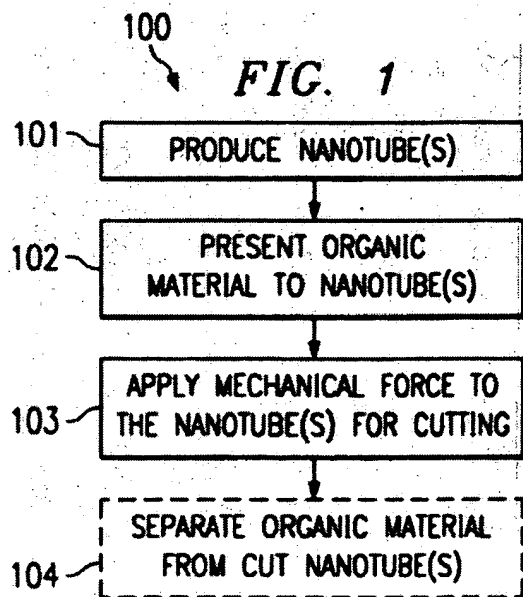 100
FIG. 1
101
PRODUCE NANOTUBE(S)
102
PRESENT ORGANIC
MATERIAL TO NANOTUBE(S)
103
APPLY MECHANICAL FORCE TO
THE NANOTUBE(S) FOR CUTTING
104
SEPARATE ORGANIC MATERIAL
FROM CUT NANOTUBE(S)